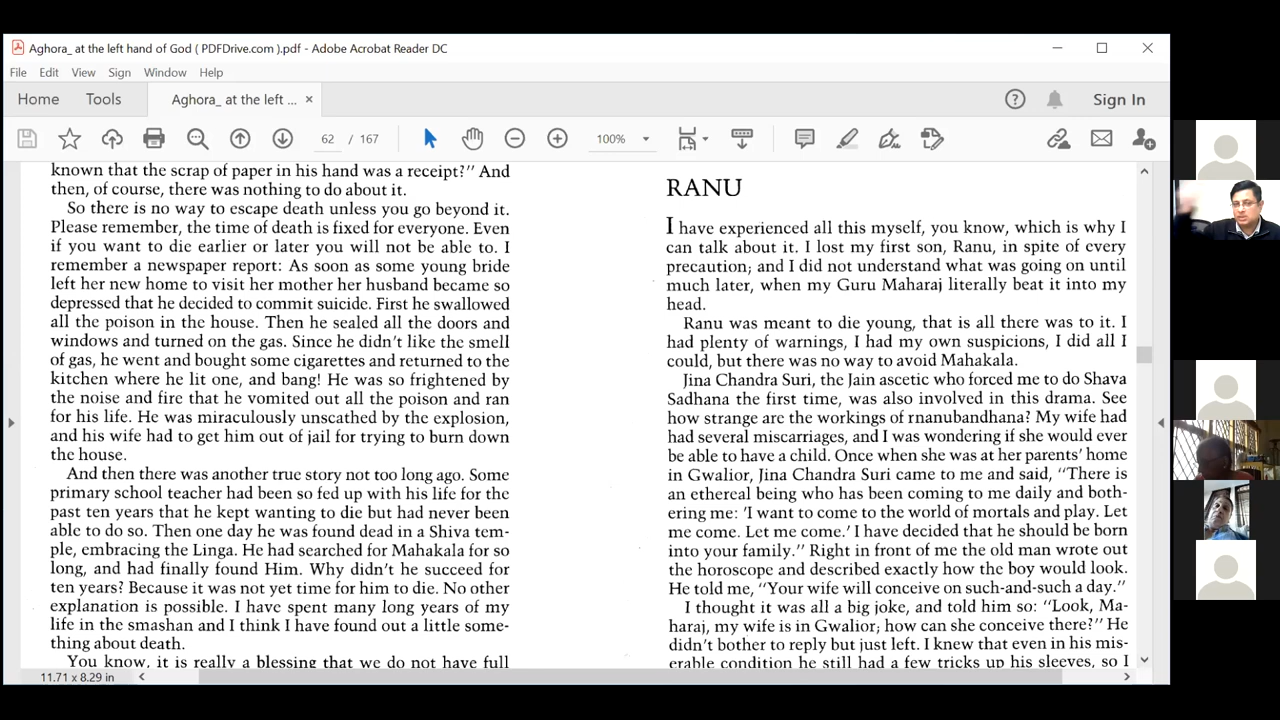 Aghora_ at the left hand of God ( PDFDrive.com ).pdf - Adobe Acrobat Reader DC
File Edit View Sign Window Help
Home Tools Aghora_ at the left ... × Sign In
62 / 167 100%
known that the scrap of paper in his hand was a receipt?" And
then, of course, there was nothing to do about it.
So there is no way to escape death unless you go beyond it.
Please remember, the time of death is fixed for everyone. Even
if you want to die earlier or later you will not be able to. I
remember a newspaper report: As soon as some young bride
left her new home to visit her mother her husband became so
depressed that he decided to commit suicide. First he swallowed
all the poison in the house. Then he sealed all the doors and
windows and turned on the gas. Since he didn't like the smell
of gas, he went and bought some cigarettes and returned to the
kitchen where he lit one, and bang! He was so frightened by
the noise and fire that he vomited out all the poison and ran
for his life. He was miraculously unscathed by the explosion,
and his wife had to get him out of jail for trying to burn down
the house.
And then there was another true story not too long ago. Some
primary school teacher had been so fed up with his life for the
past ten years that he kept wanting to die but had never been
able to do so. Then one day he was found dead in a Shiva tem-
ple, embracing the Linga. He had searched for Mahakala for so
long, and had finally found Him. Why didn't he succeed for
ten years? Because it was not yet time for him to die. No other
explanation is possible. I have spent many long years of my
life in the smashan and I think I have found out a little some-
thing about death.
You know, it is really a blessing that we do not have full
RANU
I have experienced all this myself, you know, which is why I
can talk about it. I lost my first son, Ranu, in spite of every
precaution; and I did not understand what was going on until
much later, when my Guru Maharaj literally beat it into my
head.
Ranu was meant to die young, that is all there was to it. I
had plenty of warnings, I had my own suspicions, I did all I
could, but there was no way to avoid Mahakala.
Jina Chandra Suri, the Jain ascetic who forced me to do Shava
Sadhana the first time, was also involved in this drama. See
how strange are the workings of rnanubandhana? My wife had
had several miscarriages, and I was wondering if she would ever
be able to have a child. Once when she was at her parents' home
in Gwalior, Jina Chandra Suri came to me and said, "There is
an ethereal being who has been coming to me daily and both-
ering me: 'I want to come to the world of mortals and play. Let
me come. Let me come.' I have decided that he should be born
into your family." Right in front of me the old man wrote out
the horoscope and described exactly how the boy would look.
He told me, "Your wife will conceive on such-and-such a day."
I thought it was all a big joke, and told him so: "Look, Ma-
haraj, my wife is in Gwalior; how can she conceive there?" He
didn't bother to reply but just left. I knew that even in his mis-
erable condition he still had a few tricks up his sleeves, so I
11.71 x 8.29 in